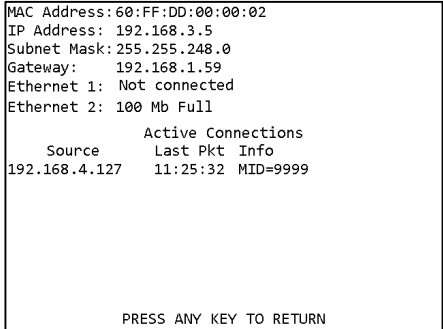 MAC Address:60:FF:DD:00:00:02
IP Address: 192.168.3.5
Subnet Mask:255.255.248.0
Gateway: 192.168.1.59
Ethernet 1: Not connected
Ethernet 2: 100 Mb Full
Active Connections
Source Last Pkt Info
192.168.4.127 11:25:32 MID=9999
PRESS ANY KEY TO RETURN